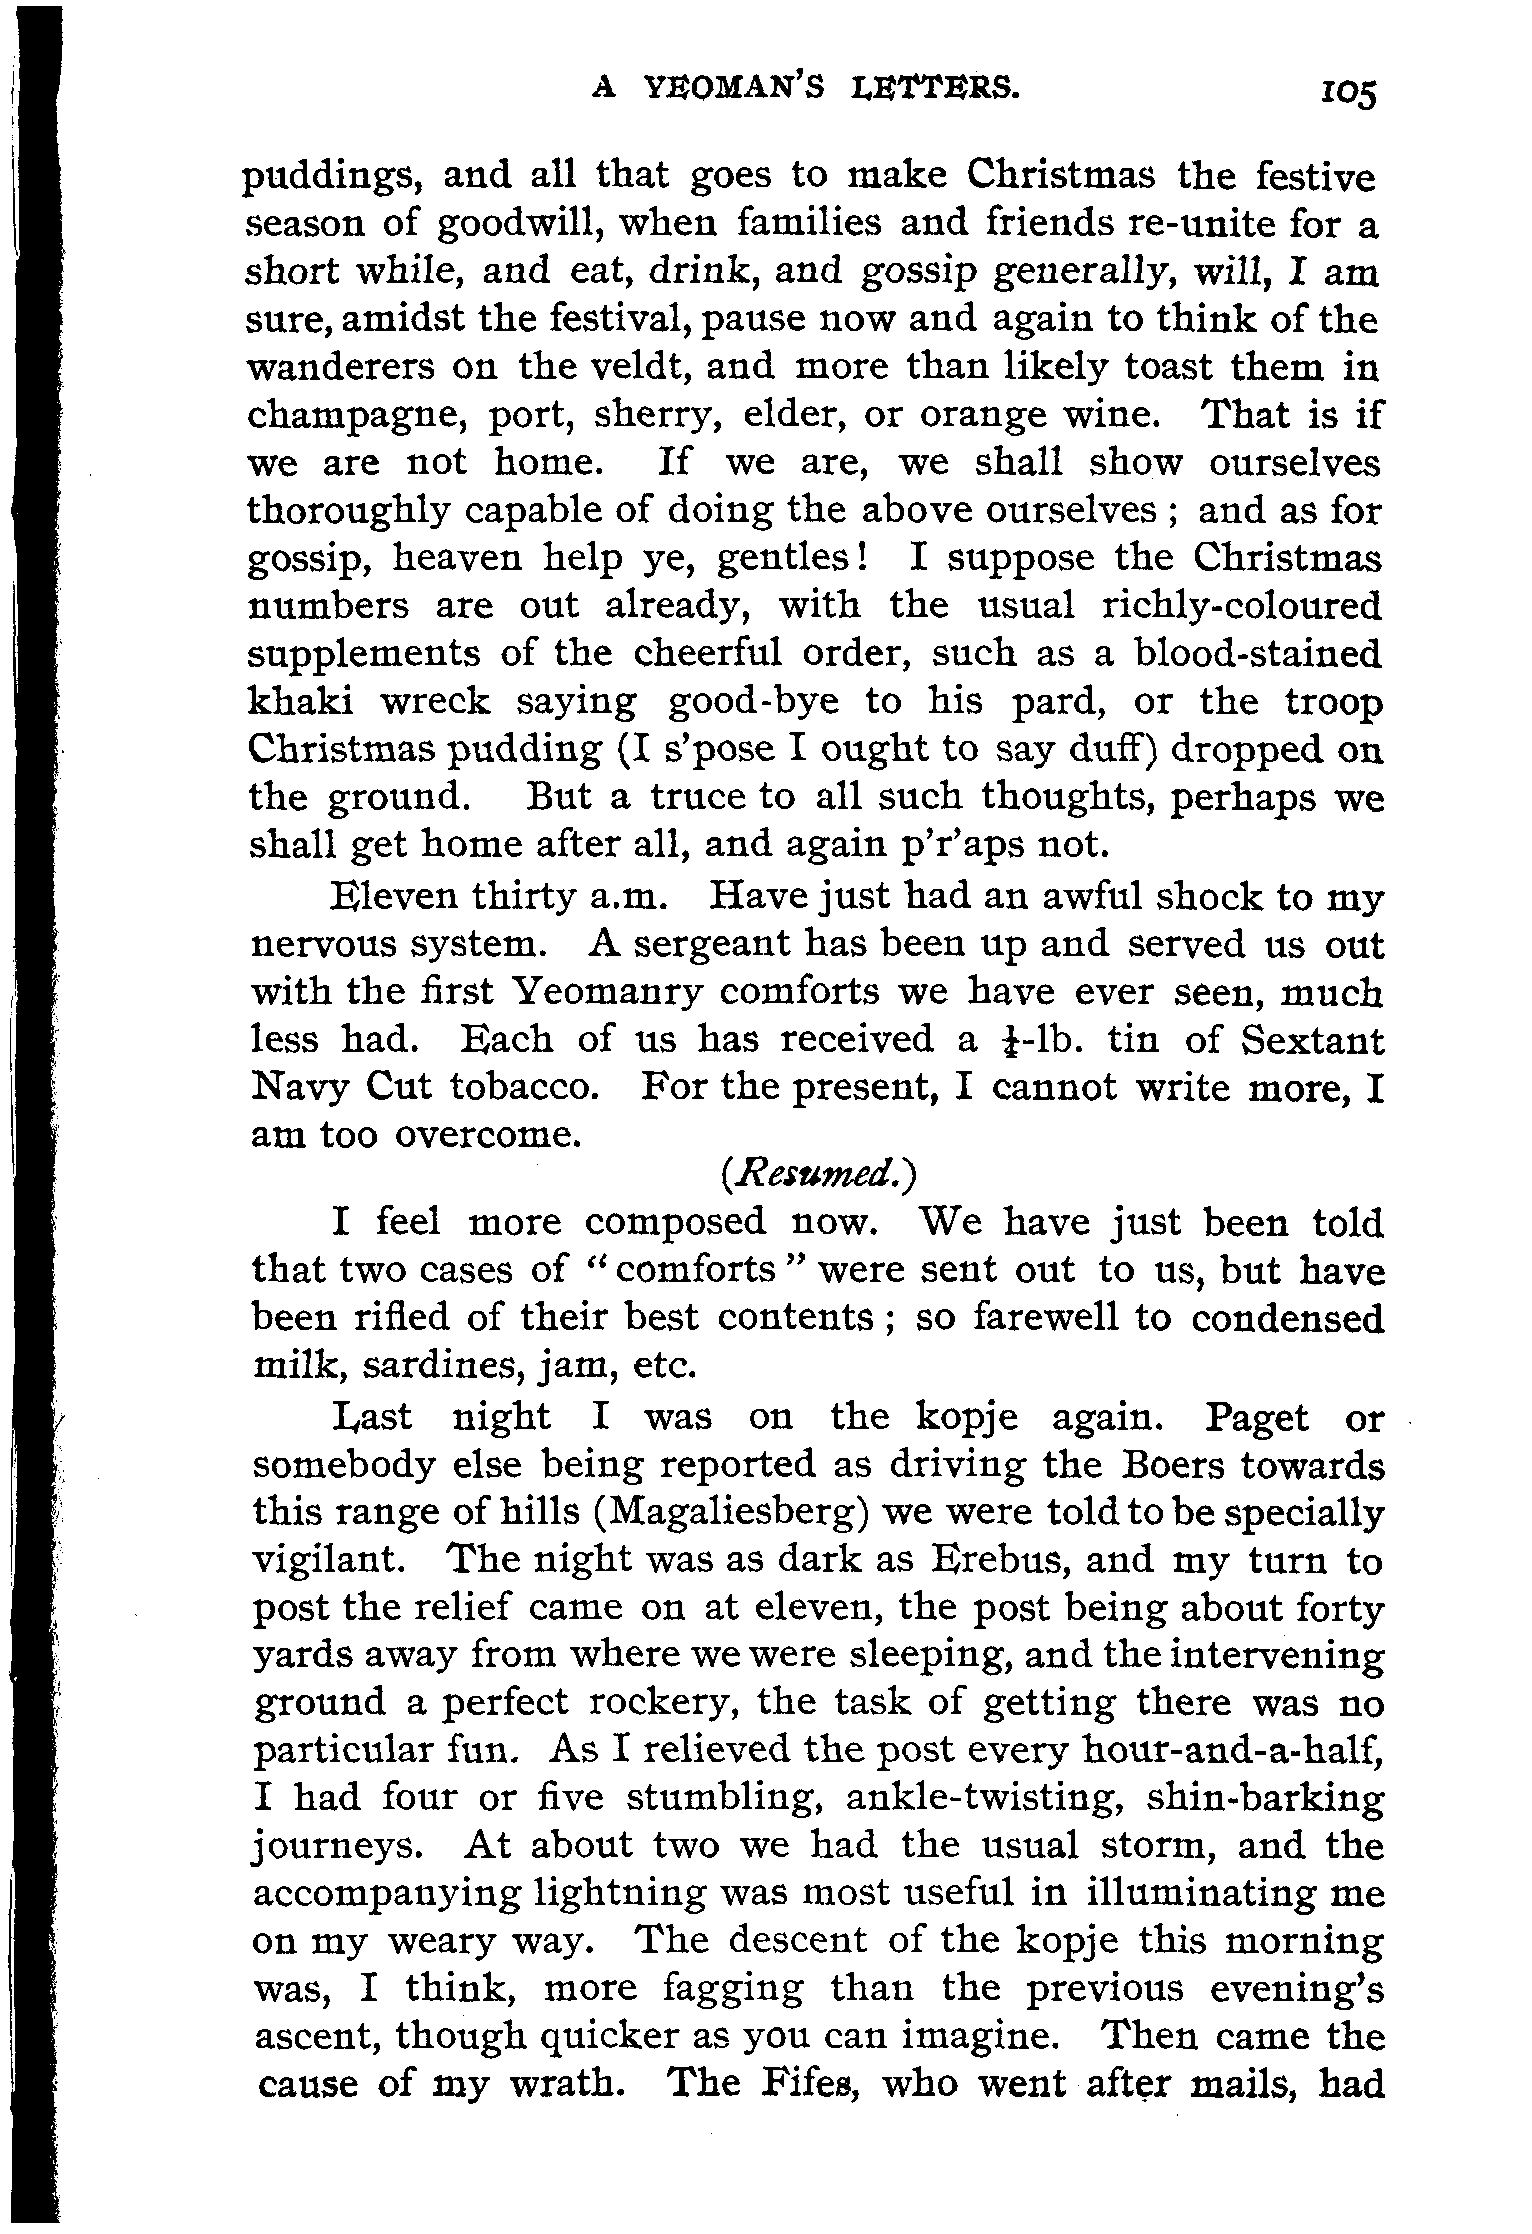 A YEOMAN'S LETTERS. 105
puddings, and all that goes to make Christmas the festive
season of goodwill, when families and friends re-unite for a
short while, and eat, drink, and gossip generally, will, I am
sure, amidst the festival, pause now and again to think of the
wanderers on the veldt, and more than likely toast them in
champagne, port, sherry, elder, or orange wine. That is if
we are not home. If we are, we shall show ourselves
thoroughly capable of doing the above ourselves ; and as for
gossip, heaven help ye, gentles! I suppose the Christmas
numbers are out already, with the usual richly-coloured
supplements of the cheerful order, such as a blood-stained
khaki wreck saying good-bye to his pard, or the troop
Christmas pudding (I s'pose I ought to say duff) dropped on
the ground. But a truce to all such thoughts, perhaps we
shall get home after all, and again p'r'aps not.
Eleven thirty a.m. Have just had an awful shock to my
nervous system. A sergeant has been up and served us out
with the first Yeomanry comforts we have ever seen, much
less had. Each of us has received a -lb. tin of Sextant
Navy Cut tobacco. For the present, I cannot write more, I
am too overcome.
(Resumed.)
I feel more composed now. We have just been told
that two cases of “ comforts ” were sent out to us, but have
been rifled of their best contents ; so farewell to condensed
milk, sardines, jam, etc.
Last night I was on the kopje again. Paget or
somebody else being reported as driving the Boers towards
this range of hills (Magaliesberg) we were told to be specially
vigilant. The night was as dark as Erebus, and my turn to
post the relief came on at eleven, the post being about forty
yards away from where we were sleeping, and the intervening
ground a perfect rockery, the task of getting there was no
particular fun. As I relieved the post every hour-and-a-half,
I had four or five stumbling, ankle-twisting, shin-barking
journeys. At about two we had the usual storm, and the
accompanying lightning was most useful in illuminating me
on my weary way. The descent of the kopje this morning
was, I think, more fagging than the previous evening's
ascent, though quicker as you can imagine. Then came the
cause of my wrath. The Fifes, who went after mails, had